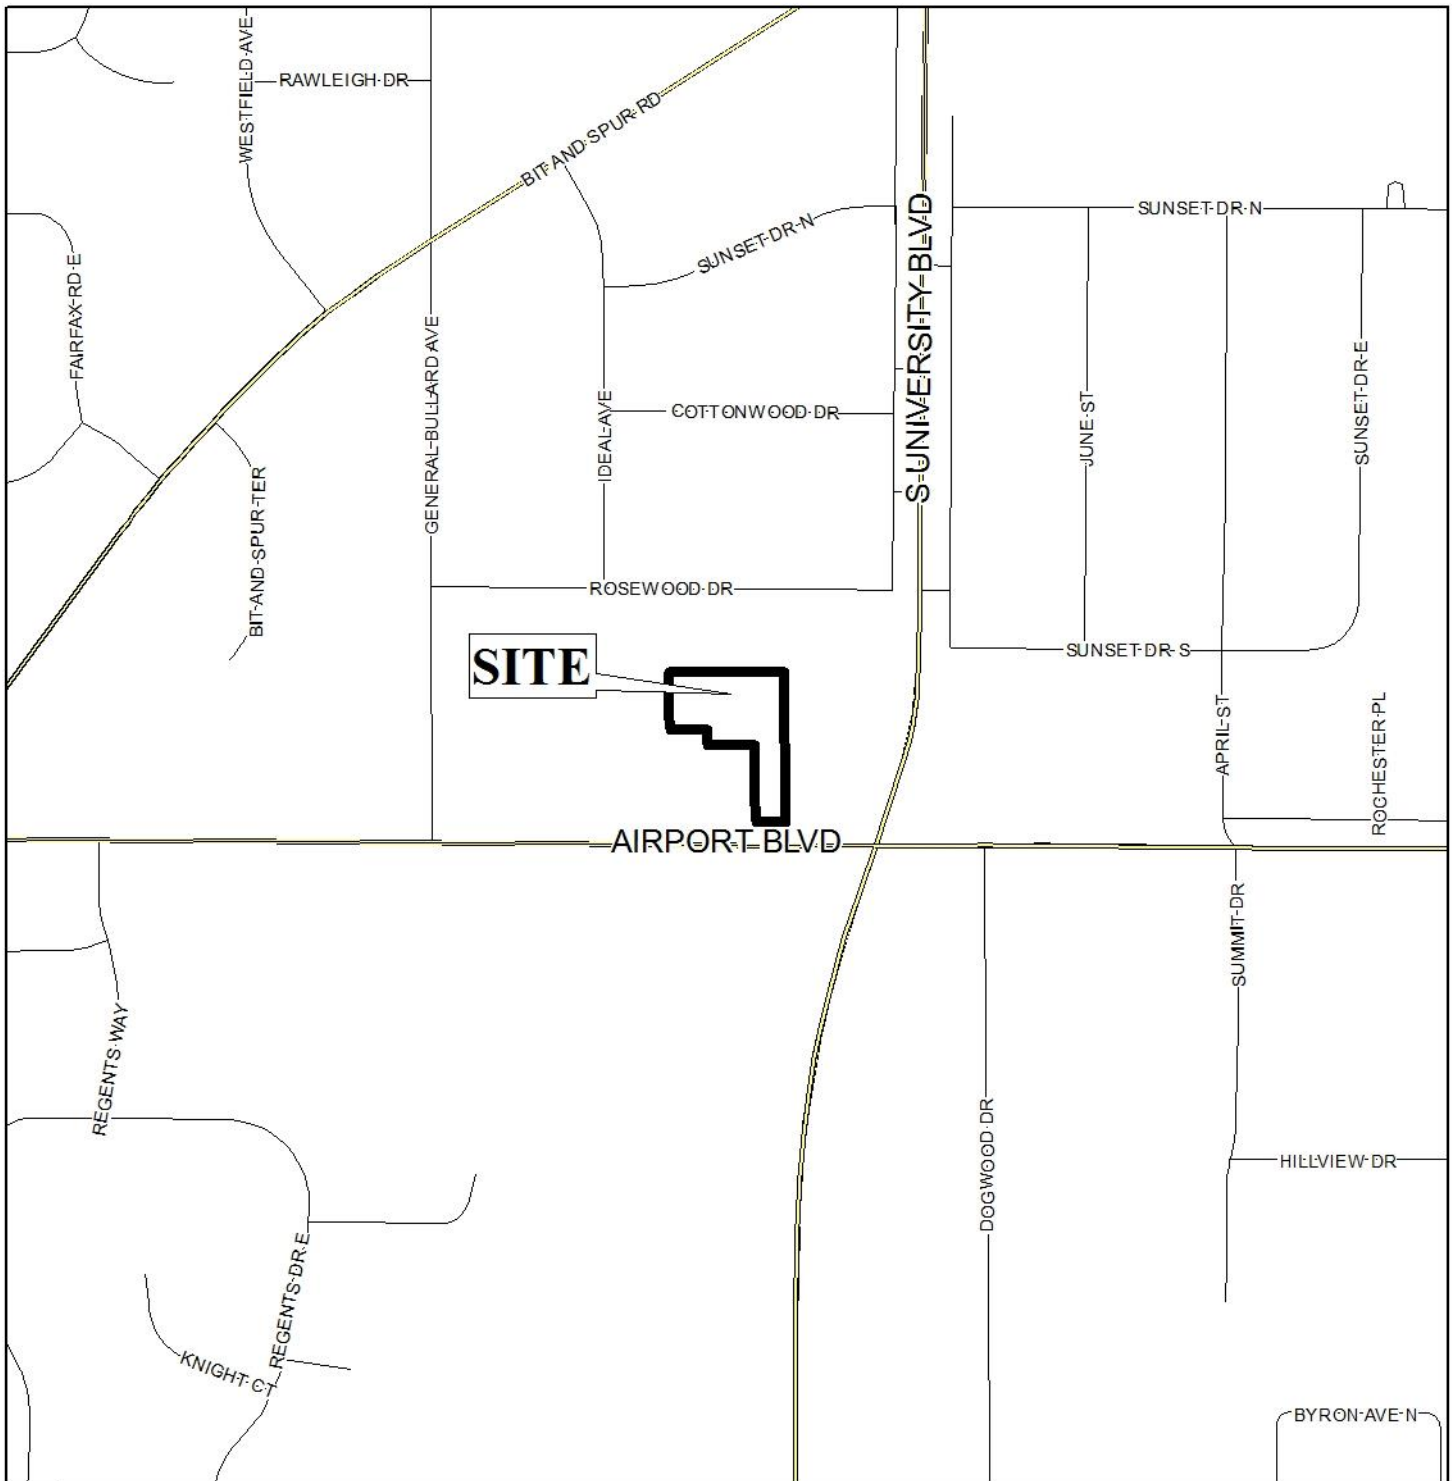 WESTFIELD AVE
RAWLEIGH DR
BIT AND SPUR RD
SUNSET DR N
SUNSET DR N
S UNIVERSITY BLVD
FAIRFAX RD E
GENERAL BULLARD AVE
IDEAL AVE
COTTONWOOD DR
JUNE ST
SUNSET DR E
BIT AND SPUR TER
ROSEWOOD DR
SUNSET DR S
SITE
APRIL ST
ROCHESTER PL
AIRPORT BLVD
SUMMIT DR
REGENTS WAY
DOGWOOD DR
HILLVIEW DR
REGENTS DR E
KNIGHT CT
BYRON AVE N